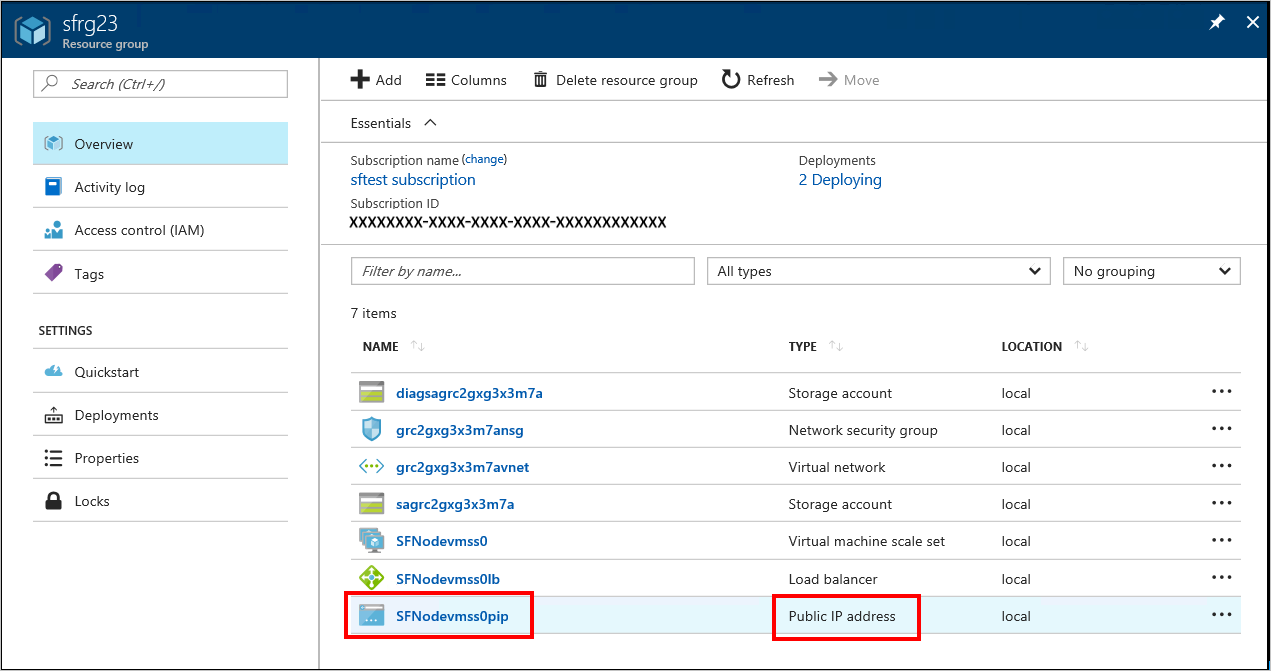 sfrg23
Resource group
Search (Ctrl+/)
Overview
Activity log
Access control (IAM)
Tags
SETTINGS
Quickstart
Deployments
Properties
Locks
Add Columns Delete resource group Refresh Move
Essentials
Subscription name (change) Deployments
sftest subscription 2 Deploying
Subscription ID
XXXXXXXX-XXXX-XXXX-XXXX-XXXXXXXXXXXX
Filter by name... All types No grouping
7 items
NAME TYPE LOCATION
diagsagrc2gxg3x3m7a Storage account local
grc2gxg3x3m7ansg Network security group local
grc2gxg3x3m7avnet Virtual network local
sagrc2gxg3x3m7a Storage account local
SFNodevmss0 Virtual machine scale set local
SFNodevmss0lb Load balancer local
SFNodevmss0pip Public IP address local